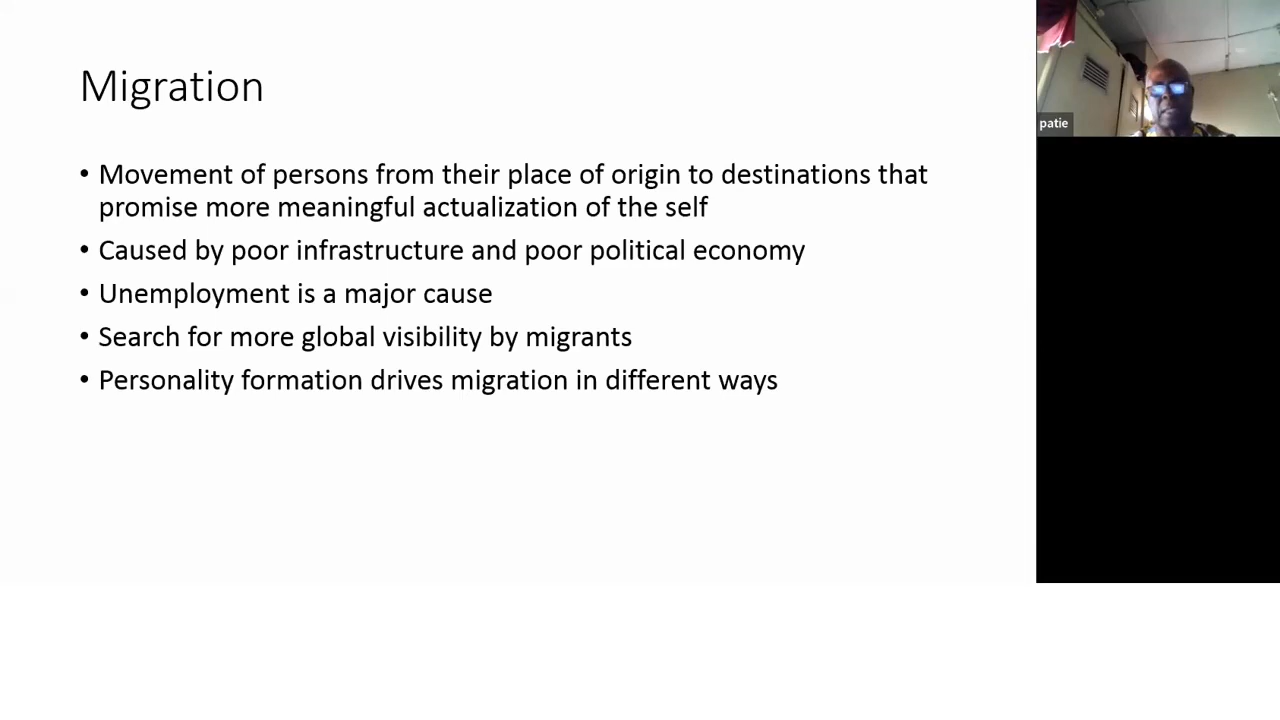 Migration
• Movement of persons from their place of origin to destinations that
promise more meaningful actualization of the self
• Caused by poor infrastructure and poor political economy
• Unemployment is a major cause
• Search for more global visibility by migrants
• Personality formation drives migration in different ways
patie